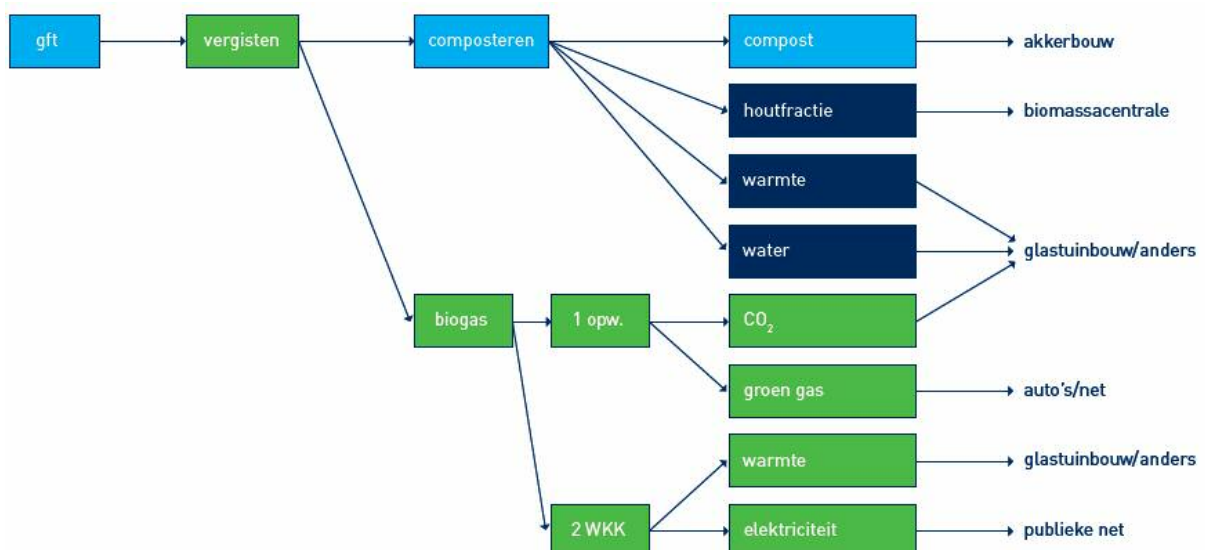 gft
vergisten
composteren
compost
akkerbouw
houtfractie
biomassacentrale
warmte
water
glastuinbouw/anders
biogas
1 opw.
CO₂
groen gas
auto's/net
warmte
glastuinbouw/anders
2 WKK
elektriciteit
publieke net